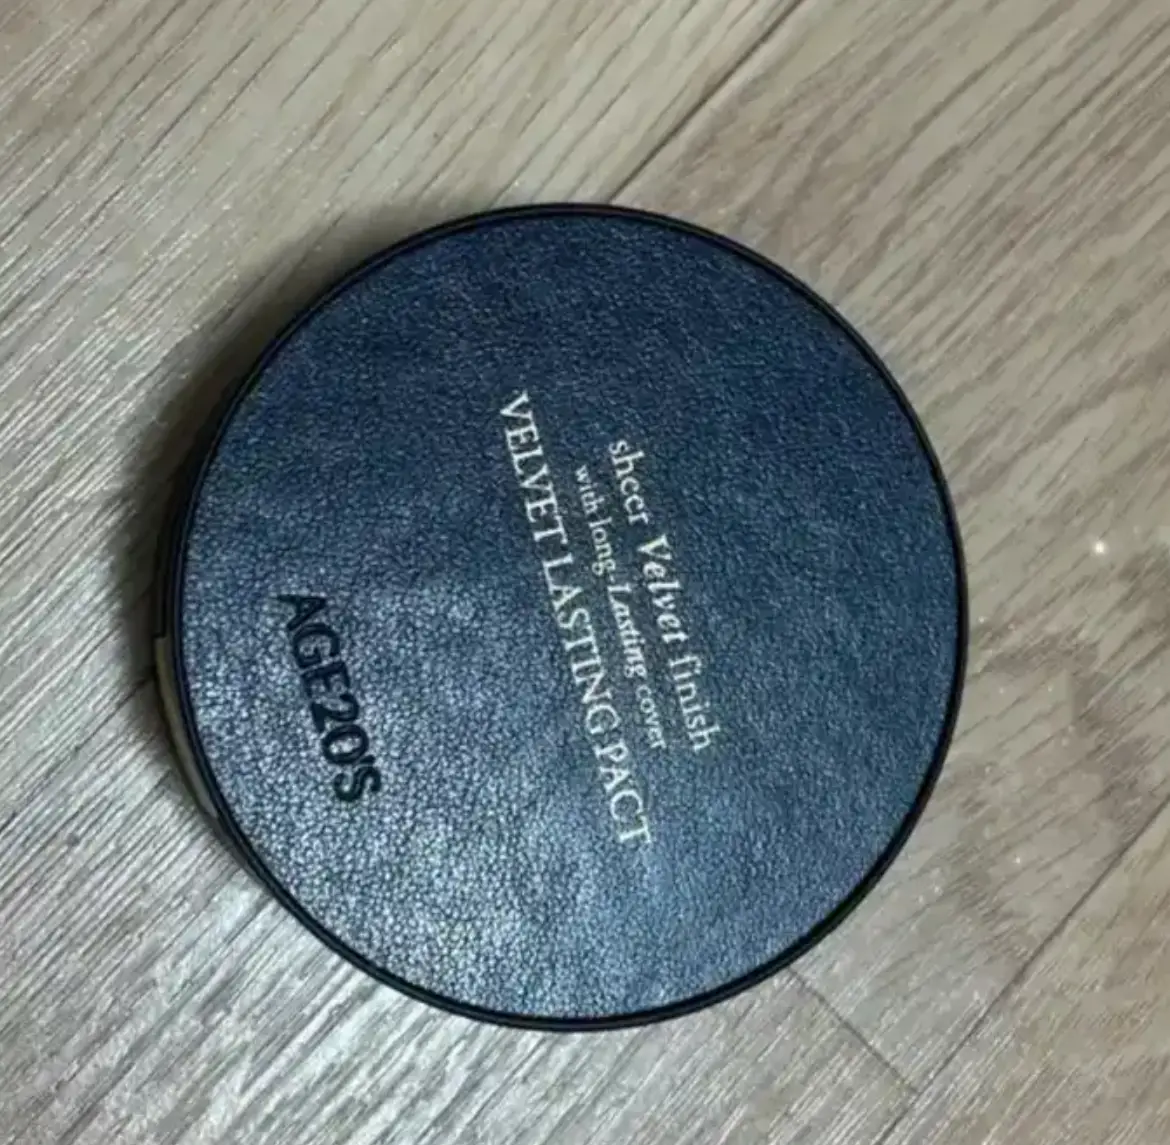 sheer Velvet finish
with long-Lasting cover
VELVET LASTING PACT
AGE20'S